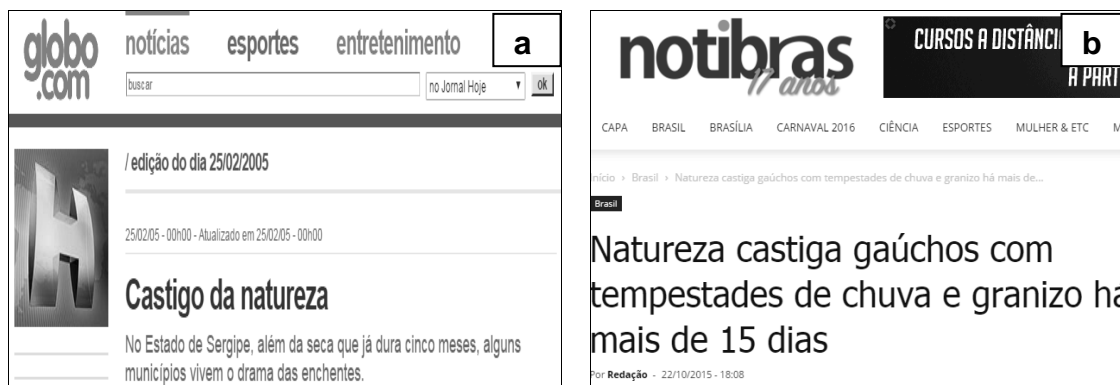 globo
.com
notícias esportes entretenimento
a
buscar
no Jornal Hoje
ok
/ edição do dia 25/02/2005
25/02/05 - 00h00 - Atualizado em 25/02/05 - 00h00
Castigo da natureza
No Estado de Sergipe, além da seca que já dura cinco meses, alguns
municípios vivem o drama das enchentes.
notibras
17 anos
CURSOS A
b
CAPA BRASIL BRASÍLIA CARNAVAL 2016 CIÊNCIA ESPORTES MULHER & ETC
Início › Brasil › Natureza castiga gaúchos com tempestades de chuva e granizo há mais de...
Brasil
Natureza castiga gaúchos com
tempestades de chuva e granizo há
mais de 15 dias
Por Redação - 22/10/2015 - 18:08